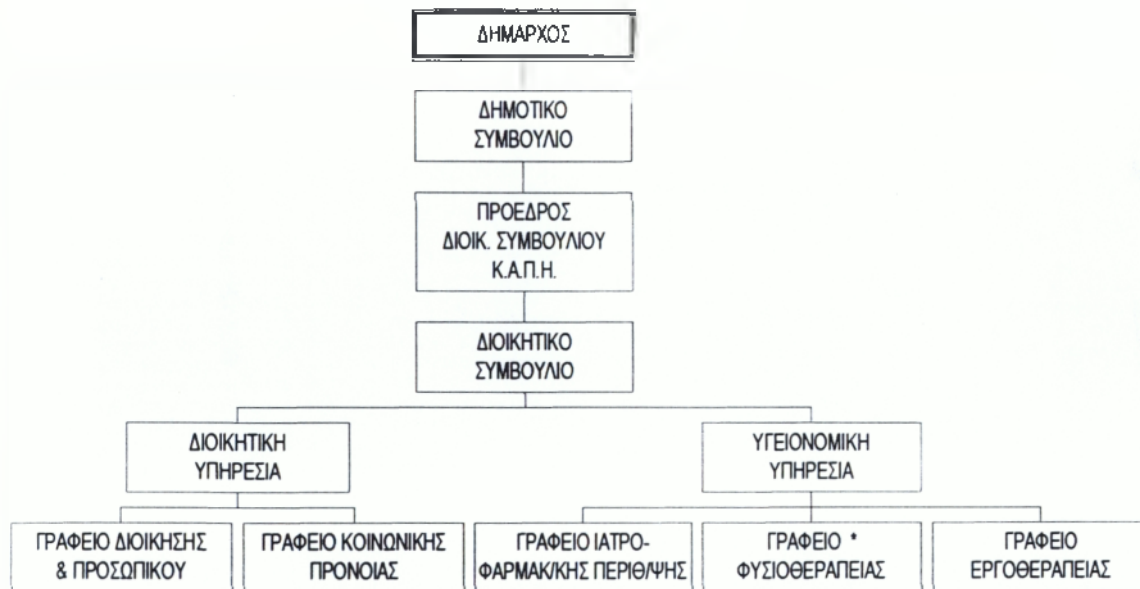 ΔΗΜΑΡΧΟΣ
ΔΗΜΟΤΙΚΟ
ΣΥΜΒΟΥΛΙΟ
ΠΡΟΕΔΡΟΣ
ΔΙΟΙΚ. ΣΥΜΒΟΥΛΙΟΥ
Κ.Α.Π.Η.
ΔΙΟΙΚΗΤΙΚΟ
ΣΥΜΒΟΥΛΙΟ
ΔΙΟΙΚΗΤΙΚΗ
ΥΠΗΡΕΣΙΑ
ΥΓΕΙΟΝΟΜΙΚΗ
ΥΠΗΡΕΣΙΑ
ΓΡΑΦΕΙΟ ΔΙΟΙΚΗΣΗΣ
& ΠΡΟΣΩΠΙΚΟΥ
ΓΡΑΦΕΙΟ ΚΟΙΝΩΝΙΚΗΣ
ΠΡΟΝΟΙΑΣ
ΓΡΑΦΕΙΟ ΙΑΤΡΟ-
ΦΑΡΜΑΚ/ΚΗΣ ΠΕΡΙΘ/ΨΗΣ
ΓΡΑΦΕΙΟ *
ΦΥΣΙΟΘΕΡΑΠΕΙΑΣ
ΓΡΑΦΕΙΟ
ΕΡΓΟΘΕΡΑΠΕΙΑΣ